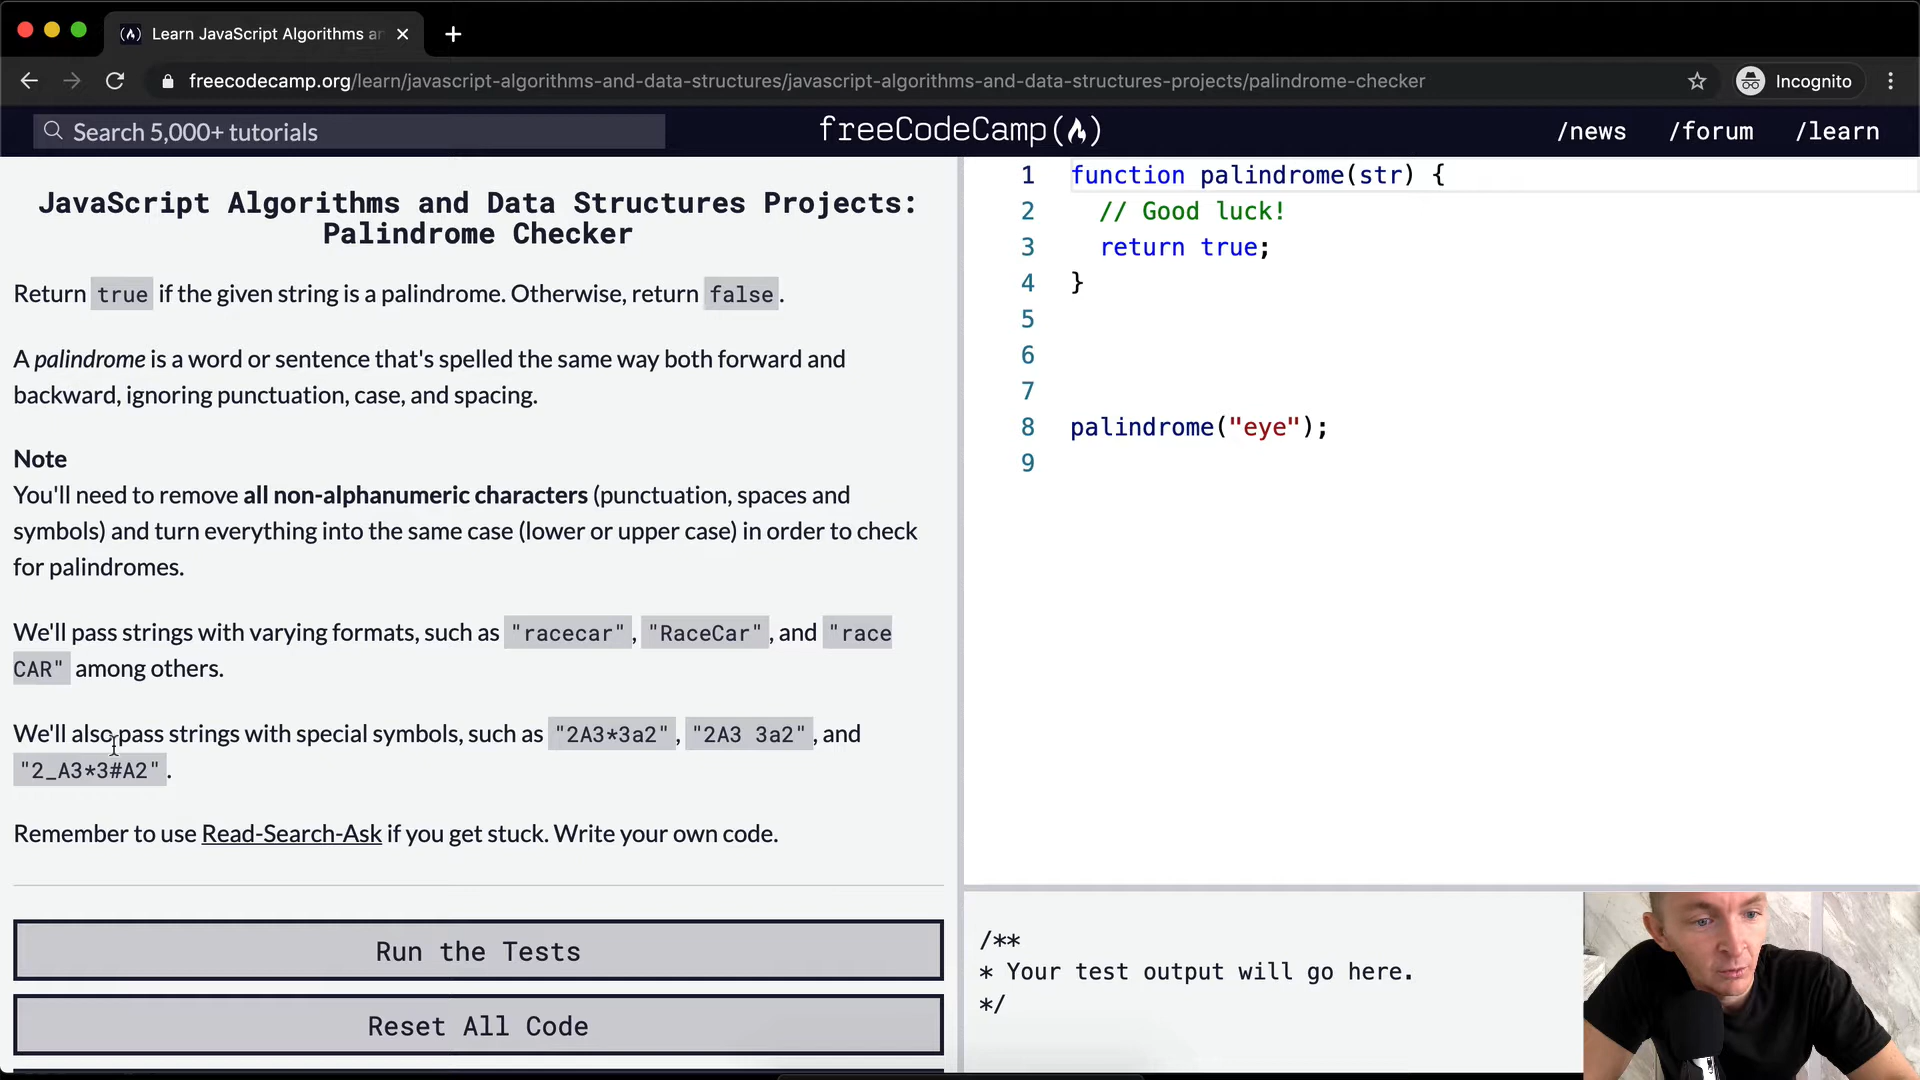 Learn JavaScript Algorithms an
freecodecamp.org/learn/javascript-algorithms-and-data-structures/javascript-algorithms-and-data-structures-projects/palindrome-checker
Incognito
Search 5,000+ tutorials
freeCodeCamp
/news /forum /learn
JavaScript Algorithms and Data Structures Projects:
Palindrome Checker
Return true if the given string is a palindrome. Otherwise, return false.
A palindrome is a word or sentence that's spelled the same way both forward and
backward, ignoring punctuation, case, and spacing.
Note
You'll need to remove all non-alphanumeric characters (punctuation, spaces and
symbols) and turn everything into the same case (lower or upper case) in order to check
for palindromes.
We'll pass strings with varying formats, such as "racecar", "RaceCar", and "race
CAR" among others.
We'll also pass strings with special symbols, such as "2A3*3a2", "2A3 3a2", and
"2_A3*3#A2".
Remember to use Read-Search-Ask if you get stuck. Write your own code.
Run the Tests
Reset All Code
1 function palindrome(str) {
2 // Good luck!
3 return true;
4 }
5
6
7
8 palindrome("eye");
9
/**
* Your test output will go here.
*/